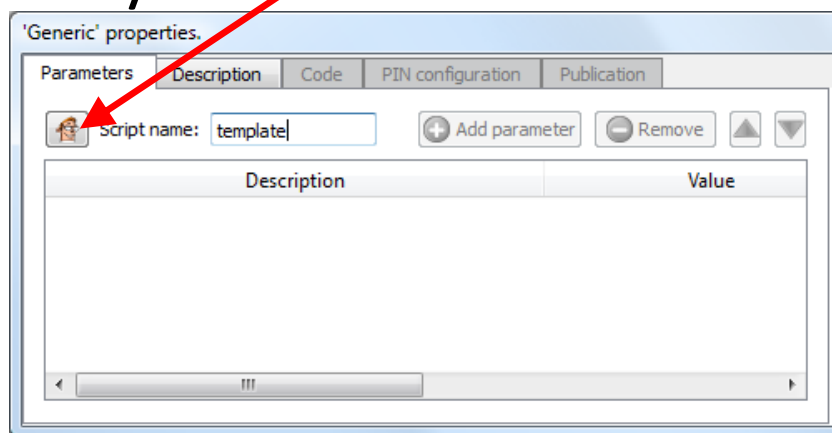 'Generic' properties.
Parameters Description Code PIN configuration Publication
Script name: template Add parameter Remove
Description Value